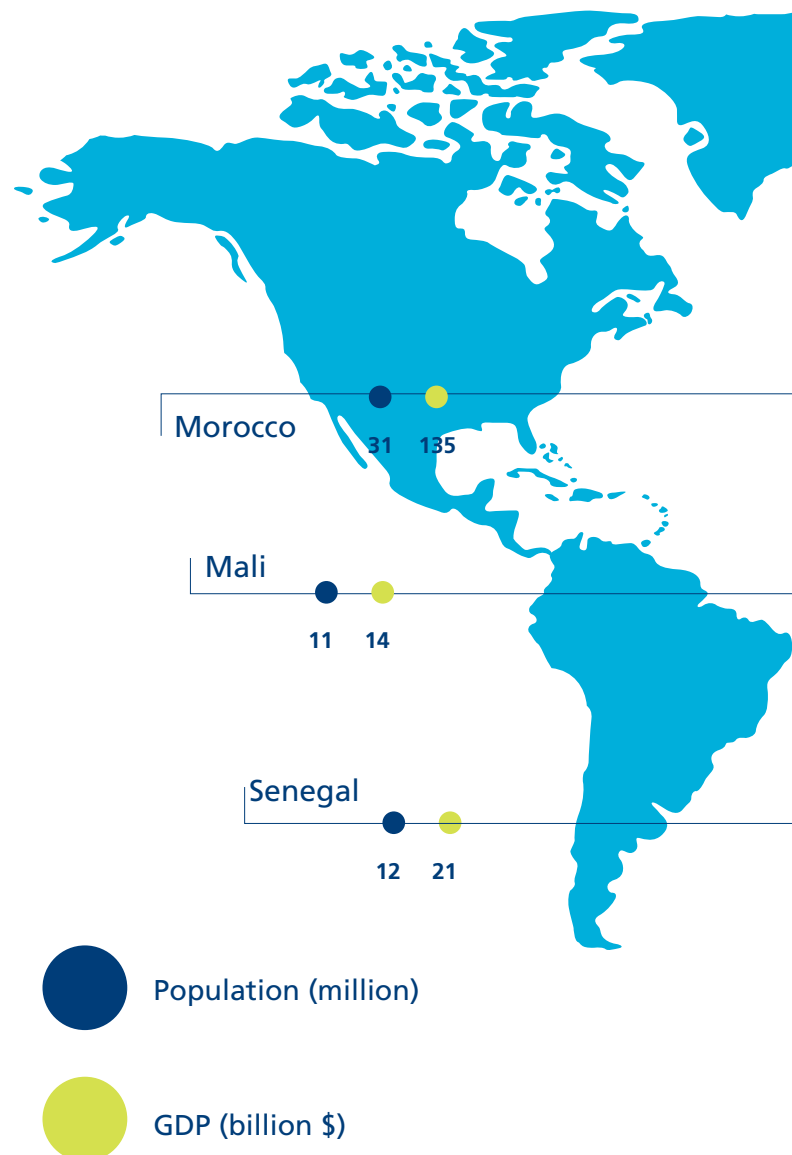 Morocco
31 135
Mali
11 14
Senegal
12 21
Population (million)
GDP (billion $)